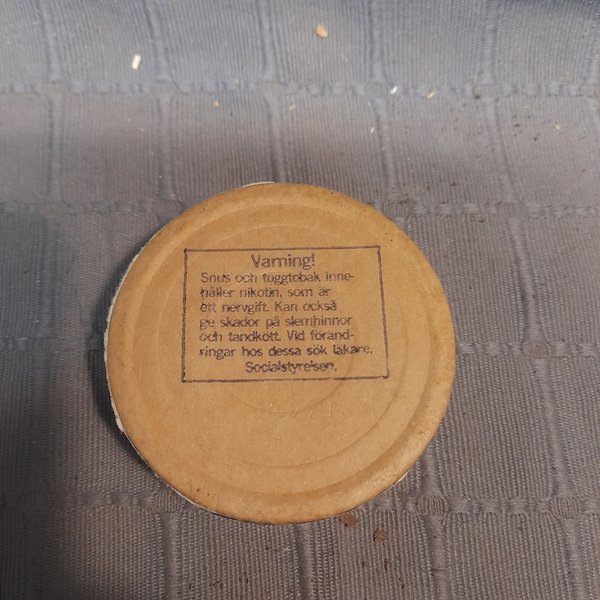 Varning!
Snus och tuggtobak inne-
håller nikotin, som är
ett nervgift. Kan också
ge skador på slemhinnor
och tandkött. Vid föränd-
ringar hos dessa sök läkare.
Socialstyrelsen.